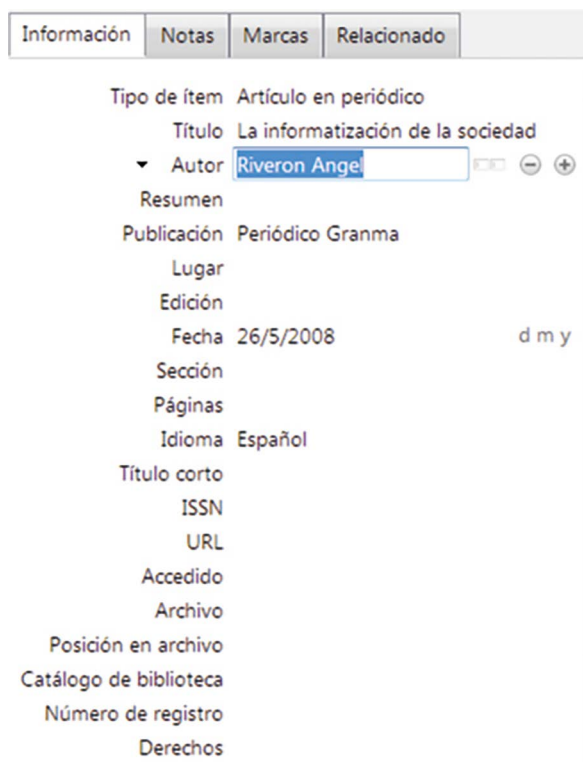 Información Notas Marcas Relacionado
Tipo de ítem Artículo en periódico
Título La informatización de la sociedad
Autor Riveron Angel
Resumen
Publicación Periódico Granma
Lugar
Edición
Fecha 26/5/2008 d m y
Sección
Páginas
Idioma Español
Título corto
ISSN
URL
Accedido
Archivo
Posición en archivo
Catálogo de biblioteca
Número de registro
Derechos